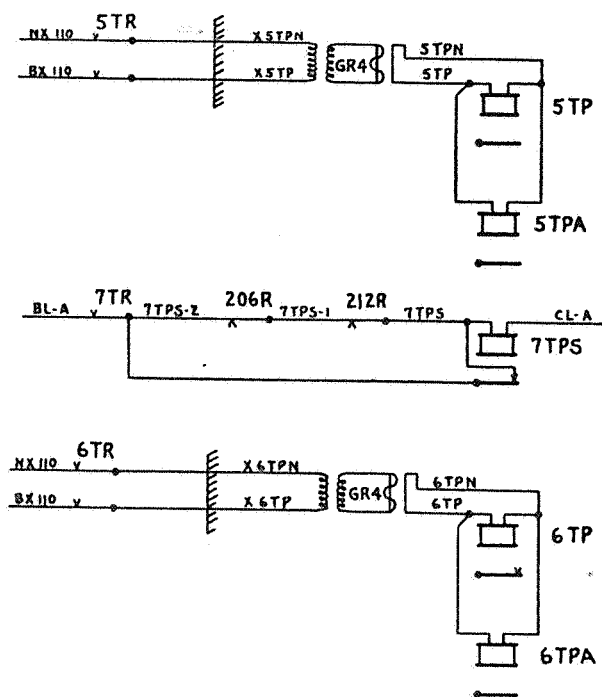 5TR
NX 110
X5TPN
BX 110
X5TP
GR4
5TPN
5TP
5TP
5TPA
BL-A
7TR
7TPS-2
206R
7TPS-1
212R
7TPS
CL-A
7TPS
6TR
NX 110
X6TPN
BX 110
X6TP
GR4
6TPN
6TP
6TP
6TPA